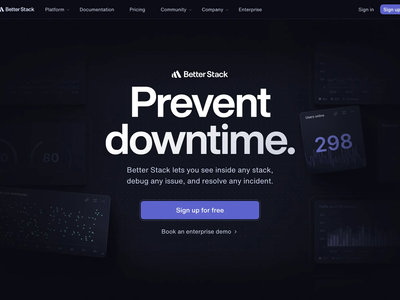 Better Stack
Platform
Documentation
Pricing
Community
Company
Enterprise
Sign in
Sign up
Better Stack
Prevent
downtime.
Better Stack lets you see inside any stack,
debug any issue, and resolve any incident.
Sign up for free
Book an enterprise demo
298
80